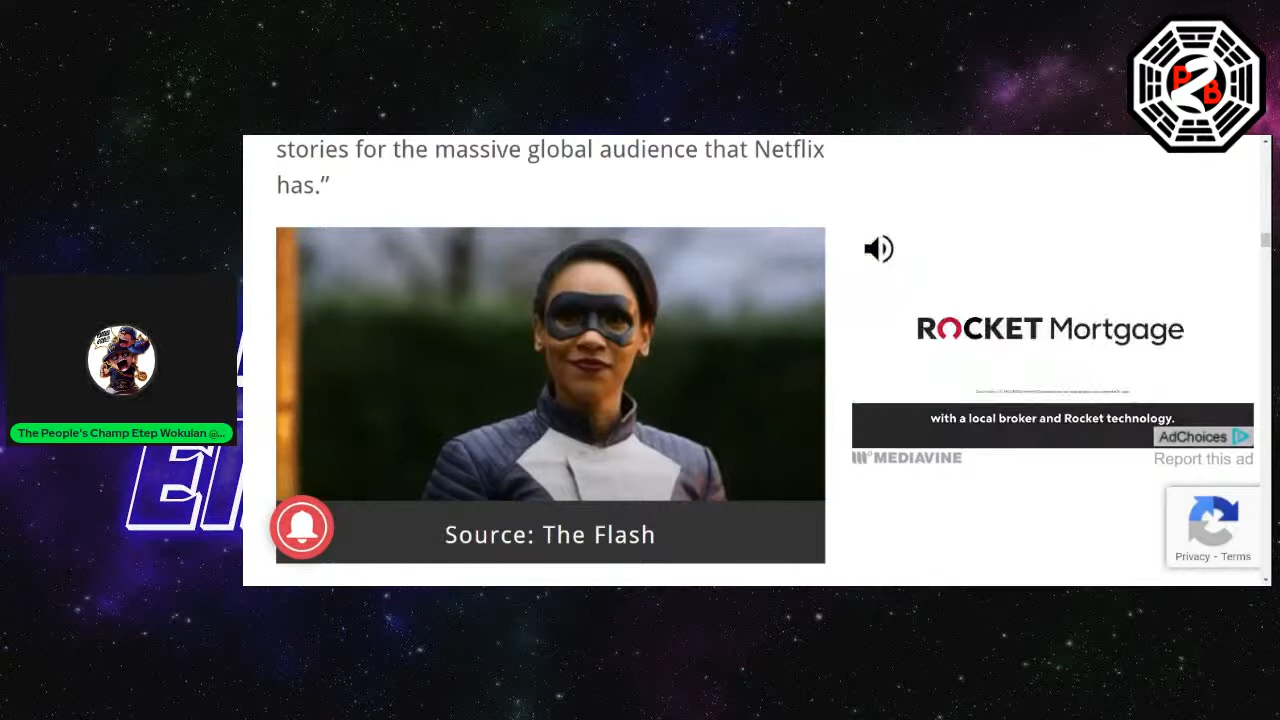 stories for the massive global audience that Netflix
has.”
ROCKET Mortgage
with a local broker and Rocket technology.
AdChoices
MEDIAVINE
Report this ad
Source: The Flash
Privacy - Terms
The People's Champ Etep Wokulan @...
P2B